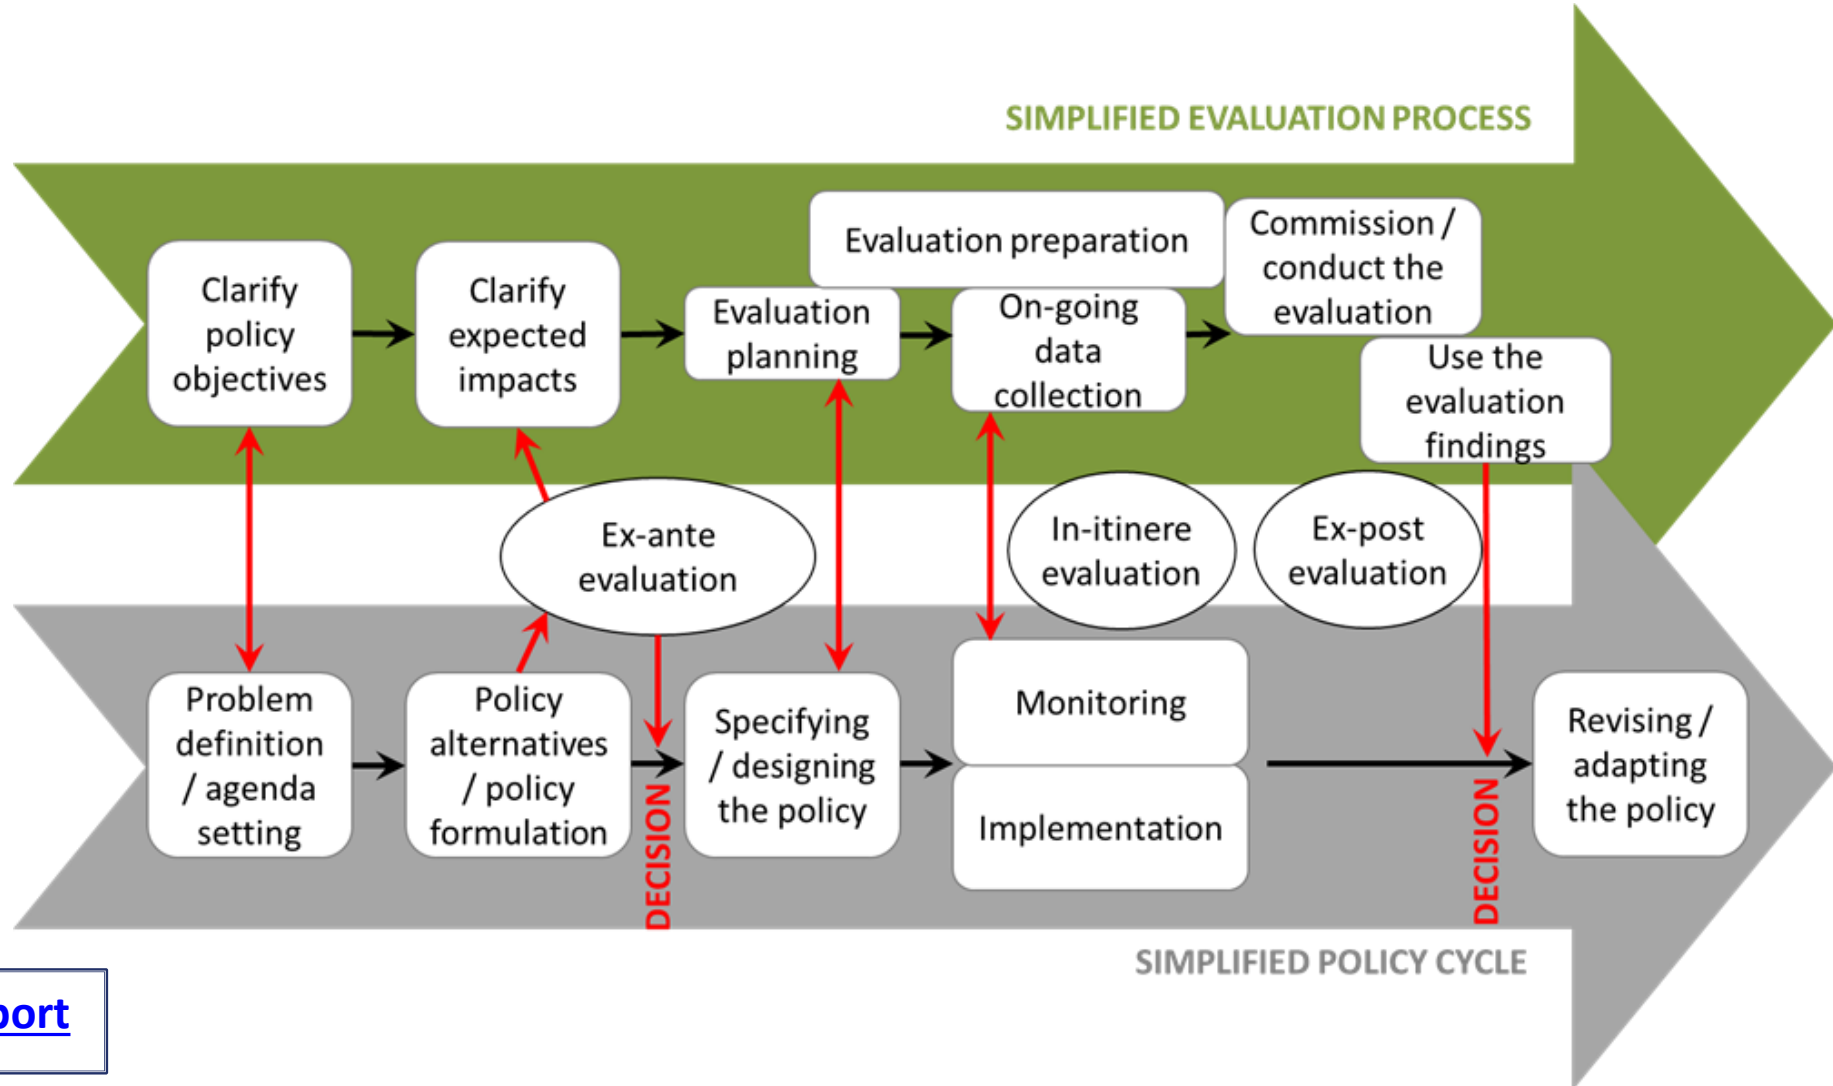 SIMPLIFIED EVALUATION PROCESS
Clarify
policy
objectives
Clarify
expected
impacts
Evaluation preparation
Evaluation
planning
On-going
data
collection
Commission /
conduct the
evaluation
Use the
evaluation
findings
Ex-ante
evaluation
In-itinere
evaluation
Ex-post
evaluation
Problem
definition
/ agenda
setting
Policy
alternatives
/ policy
formulation
DECISION
Specifying
/ designing
the policy
Monitoring
Implementation
DECISION
Revising /
adapting
the policy
SIMPLIFIED POLICY CYCLE